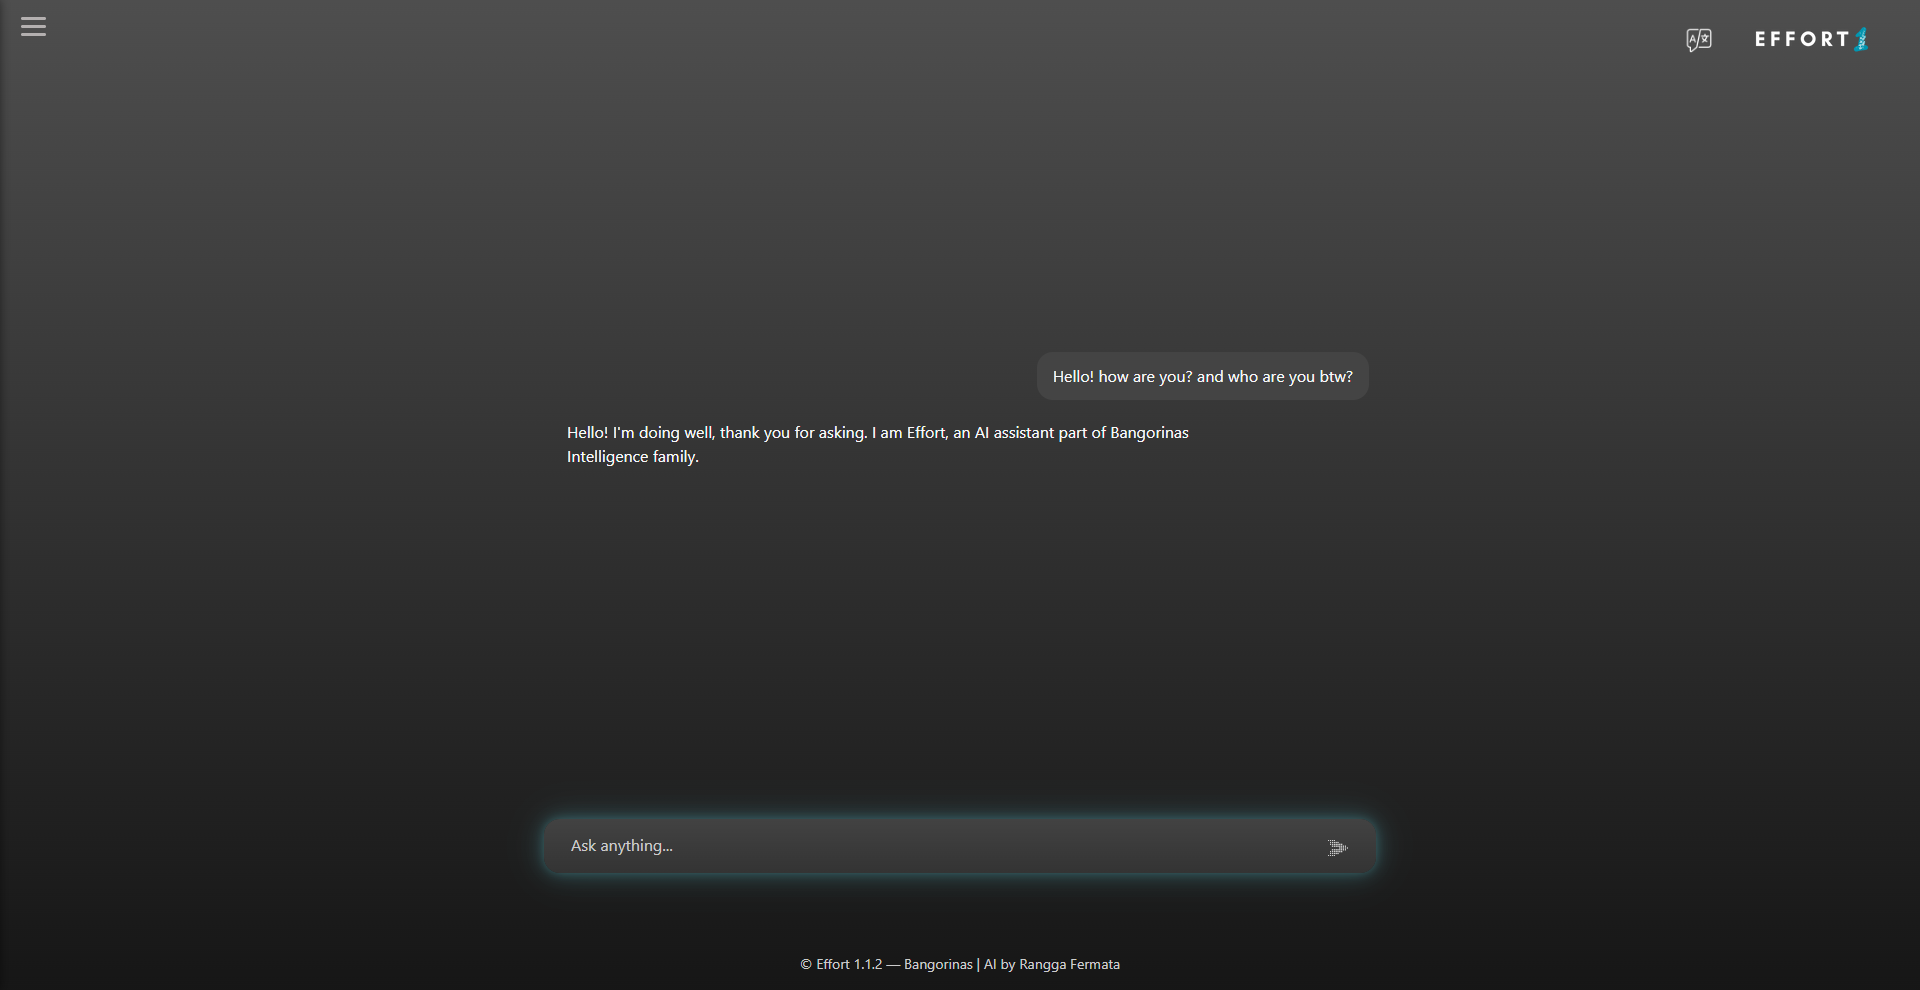 EFFORT1
Hello! how are you? and who are you btw?
Hello! I'm doing well, thank you for asking. I am Effort, an AI assistant part of Bangorinas
Intelligence family.
Ask anything...
© Effort 1.1.2 — Bangorinas | AI by Rangga Fermata